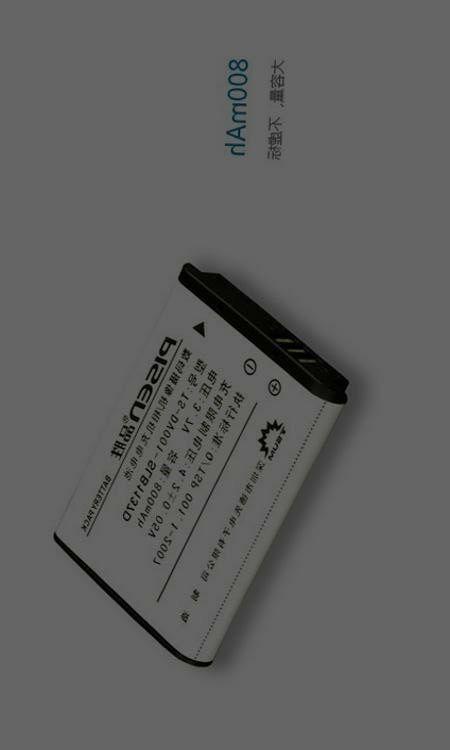 800mAh
大容量，不虚标
PISEN®品胜
BATTERY PACK
数码摄像机/照相机充电电池
型号:TS-DV001-SLB1137D
电压:3.7V 容量:800mAh
充电限制电压:4.2±0.05V
执行标准:Q/TSP 001.1-2007